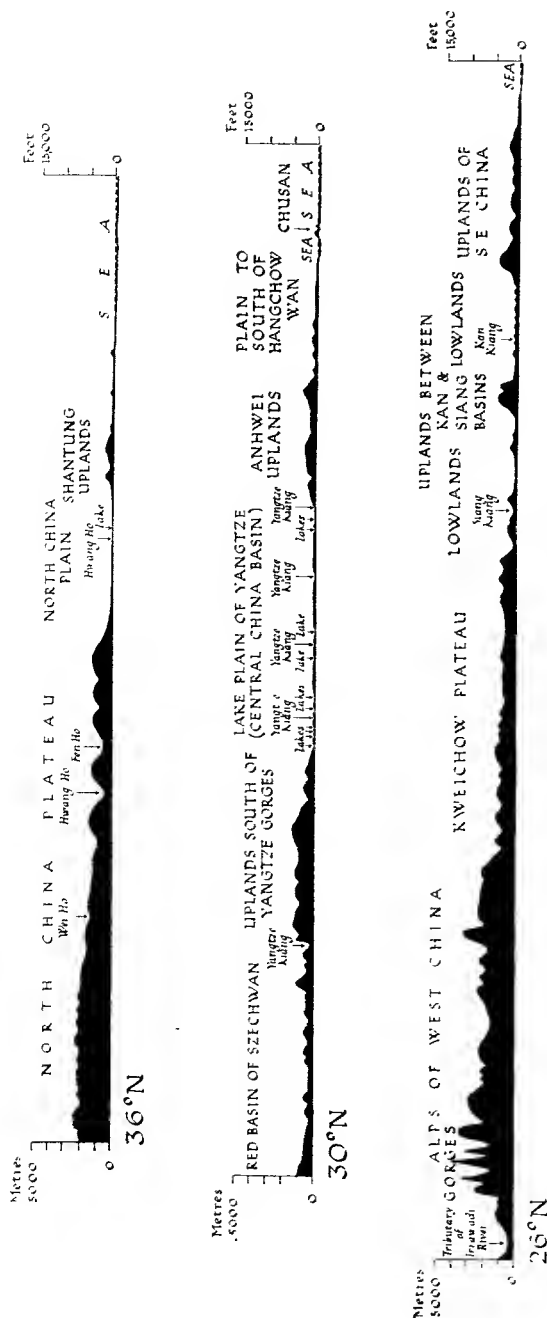 Metres
5000
0
NORTH CHINA PLATEAU
Wei Ho
Hwang Ho
Fen Ho
NORTH CHINA
PLAIN
Hwang Ho
Lake
SHANTUNG
UPLANDS
S E A
Feet
15,000
0
36°N
Metres
5000
0
RED BASIN OF SZECHWAN
Yangtze
Kiang
UPLANDS SOUTH OF
YANGTZE GORGES
LAKE PLAIN OF YANGTZE
(CENTRAL CHINA BASIN)
Lakes
Yangt e
Kiang
Lakes
Lake
Yangtze
Kiang
Lake
Yangtze
Kiang
Lakes
Yangtze
Kiang
ANHWEI
UPLANDS
PLAIN TO
SOUTH OF
HANGCHOW
WAN
CHUSAN
SEA
S E A
Feet
15000
0
30°N
Metres
5000
0
Tributary
of
Irrawadi
River
GORGES
ALPS OF WEST CHINA
KWEICHOW PLATEAU
LOWLANDS
Siang
Kiang
UPLANDS BETWEEN
KAN &
SIANG LOWLANDS
BASINS
Kan
Kiang
UPLANDS OF
SE CHINA
SEA
Feet
15,000
0
26°N